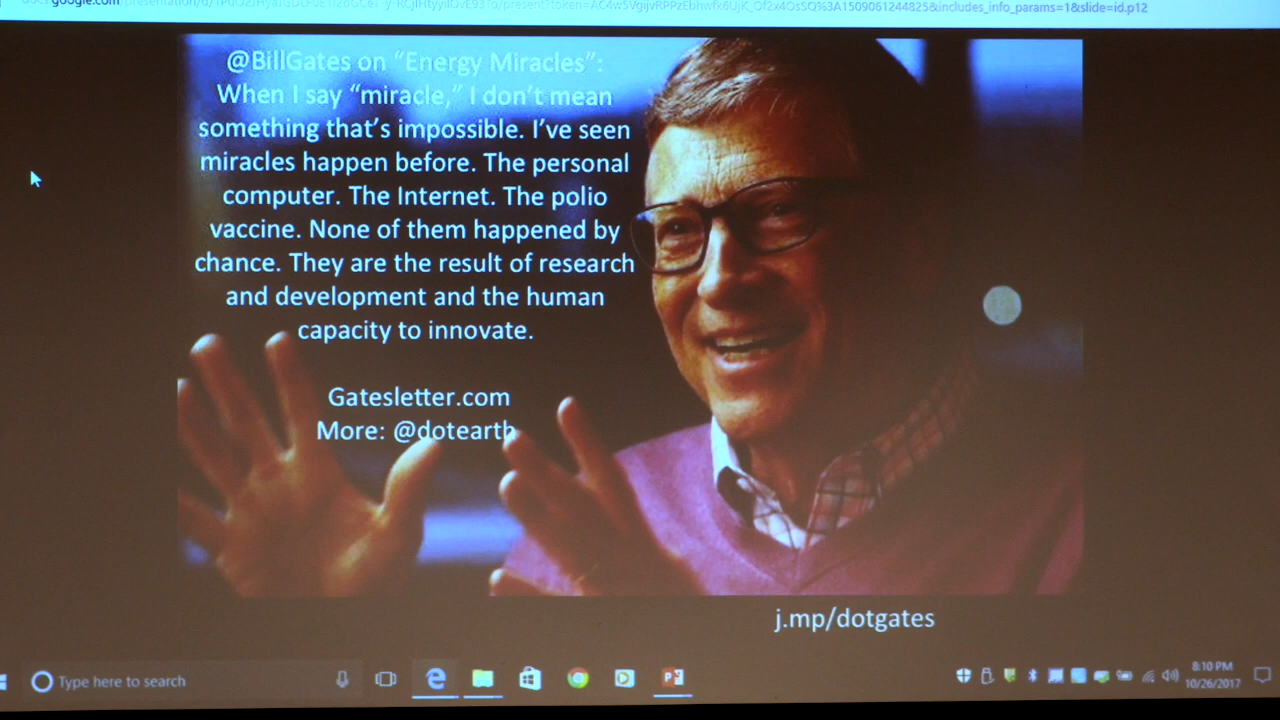 google.com
@BillGates on “Energy Miracles”:
When I say “miracle,” I don’t mean
something that’s impossible. I’ve seen
miracles happen before. The personal
computer. The Internet. The polio
vaccine. None of them happened by
chance. They are the result of research
and development and the human
capacity to innovate.
Gatesletter.com
More: @dotearth
j.mp/dotgates
Type here to search
8:10 PM
10/26/2017